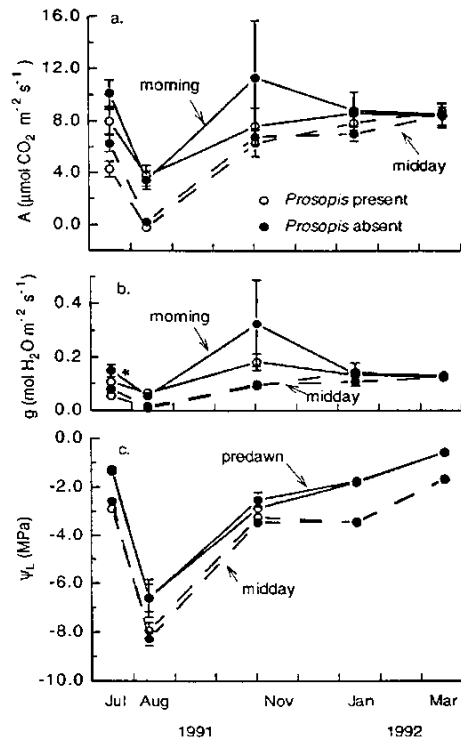 a.
16.0
12.0
8.0
4.0
0.0
A (µmol CO2 m-2 s-1)
morning
midday
○ Prosopis present
● Prosopis absent
b.
0.4
0.2
0.0
g (mol H2O m-2 s-1)
morning
*
midday
c.
0.0
-2.0
-4.0
-6.0
-8.0
-10.0
ΨL (MPa)
predawn
midday
Jul Aug Nov Jan Mar
1991 1992